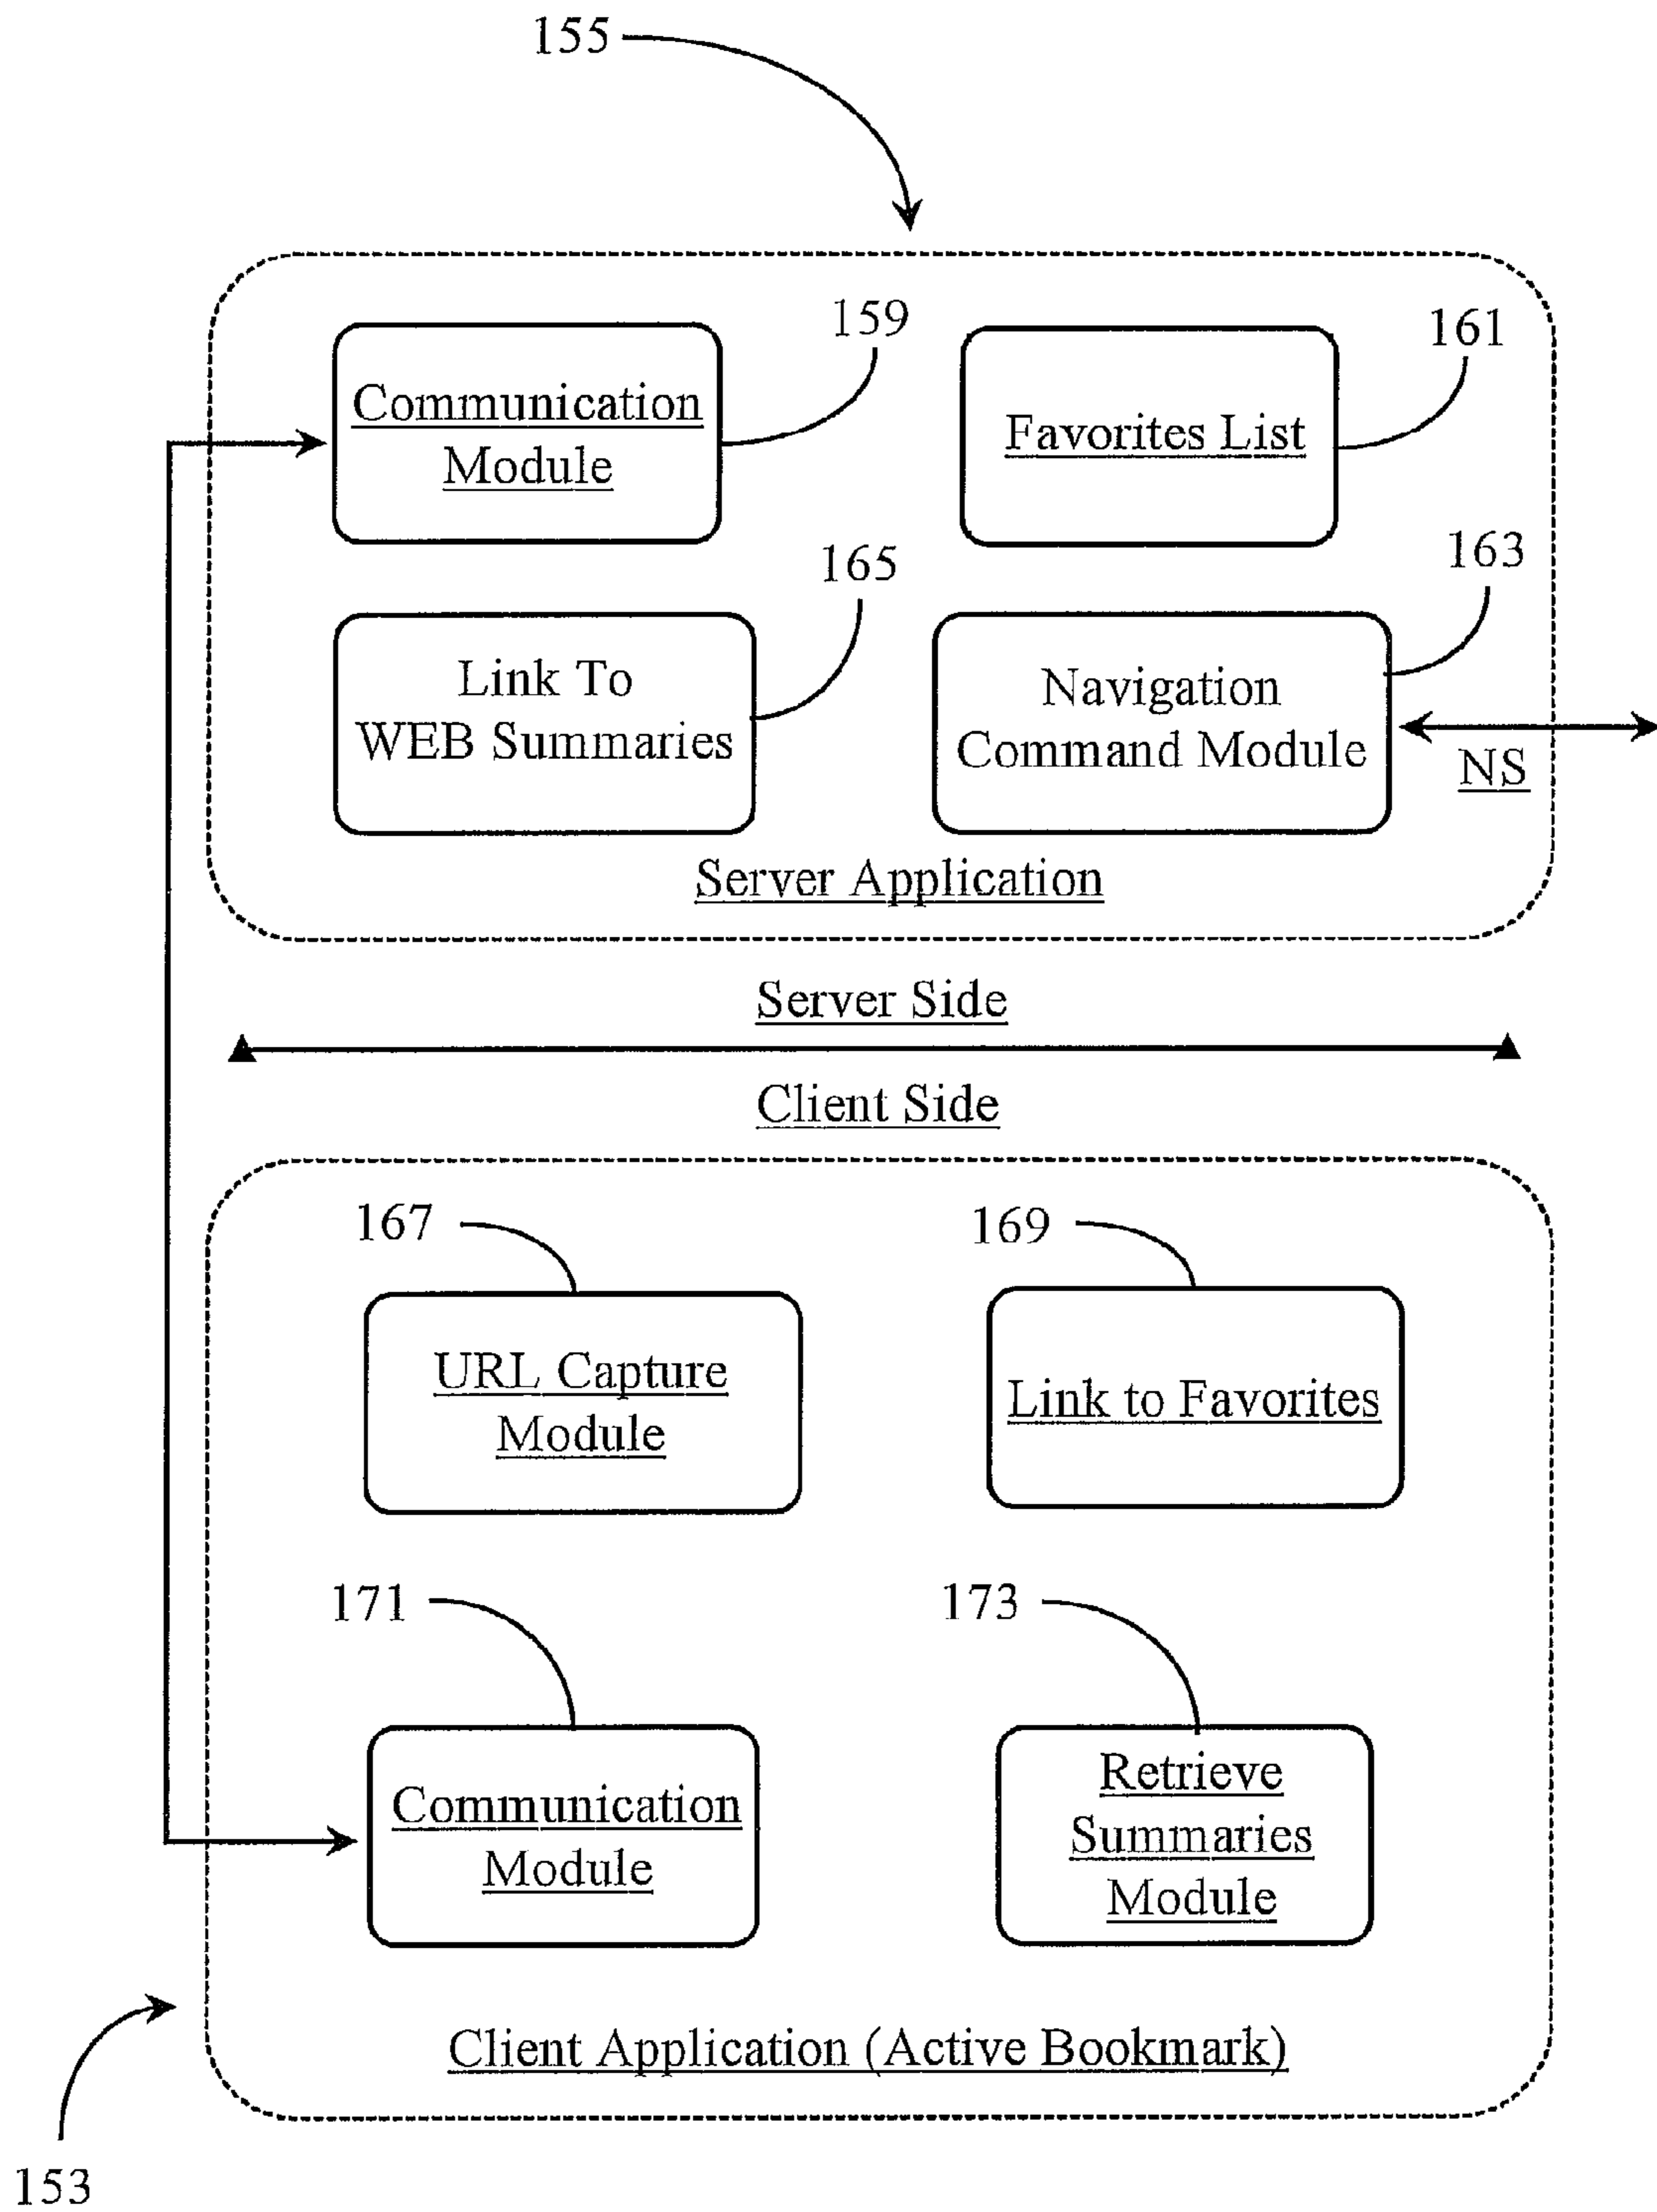 155
159
161
Communication
Module
Favorites List
165
163
Link To
WEB Summaries
Navigation
Command Module
NS
Server Application
Server Side
Client Side
167
169
URL Capture
Module
Link to Favorites
171
173
Communication
Module
Retrieve
Summaries
Module
Client Application (Active Bookmark)
153